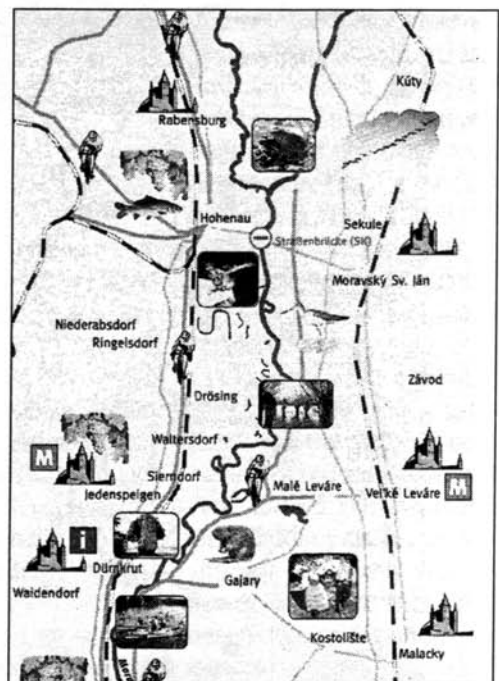 Kúty
Rabensburg
Hohenau
Sekule
Straßenbrücke (SK)
Moravský Sv. Ján
Niederabsdorf
Ringelsdorf
Závod
Drösing
Waltersdorf
M
Sierndorf
Jedenspeigen
Malé Leváre
Veľké Leváre
M
i
Dürnkrut
Waidendorf
Gajary
Kostolište
Malacky